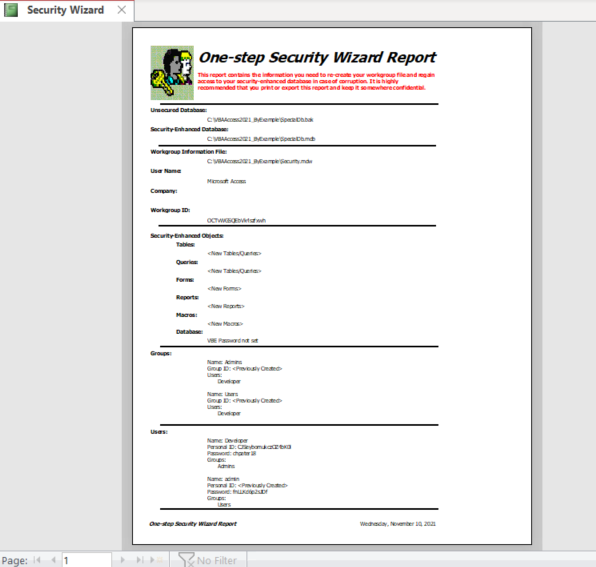 Security Wizard
One-step Security Wizard Report
This report contains the information you need to re-create your workgroup file and regain
access to your security-enhanced database in case of corruption. It is highly
recommended that you print or export this report and keep it somewhere confidential.
Unsecured Database:
C:\VBAAccess2021_ByExample\SpecialDb.bak
Security-Enhanced Database:
C:\VBAAccess2021_ByExample\SpecialDb.mdb
Workgroup Information File:
C:\VBAAccess2021_ByExample\Security.mdw
User Name:
Microsoft Access
Company:
Workgroup ID:
Security-Enhanced Objects:
Tables:
<New Tables/Queries>
Queries:
<New Tables/Queries>
Forms:
<New Forms>
Reports:
<New Reports>
Macros:
<New Macros>
Database:
VBE Password not set
Groups:
Name: Admins
Group ID: <Previously Created>
Users:
Developer
Name: Users
Group ID: <Previously Created>
Users:
Developer
Users:
Name: Developer
Personal ID:
Password: chapter18
Groups:
Admins
Name: admin
Personal ID: <Previously Created>
Password:
Groups:
Users
One-step Security Wizard Report
Wednesday, November 10, 2021
Page: 1 No Filter